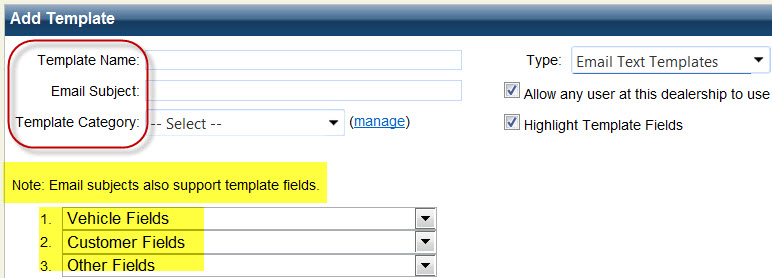 Add Template
Template Name:
Type: Email Text Templates
Email Subject:
Allow any user at this dealership to use
Template Category: -- Select -- (manage)
Highlight Template Fields
Note: Email subjects also support template fields.
1. Vehicle Fields
2. Customer Fields
3. Other Fields